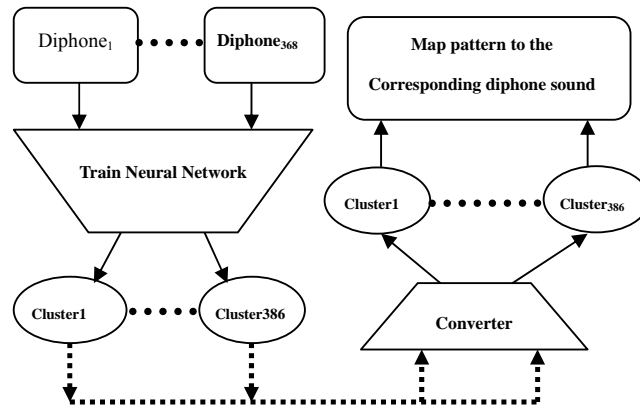 Diphone₁
Diphone₃₆₈
Train Neural Network
Cluster1
Cluster386
Map pattern to the
Corresponding diphone sound
Cluster1
Cluster₃₈₆
Converter